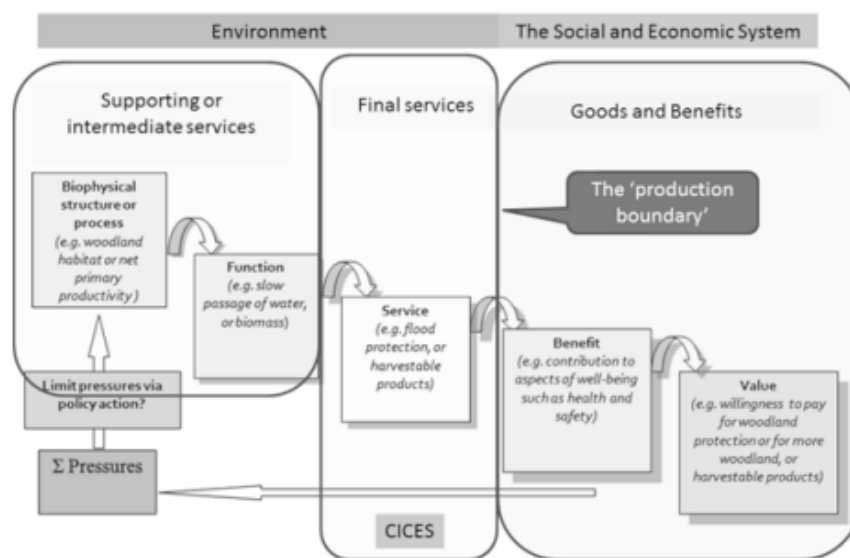 Environment
The Social and Economic System
Supporting or
intermediate services
Final services
Goods and Benefits
Biophysical
structure or
process
(e.g. woodland
habitat or net
primary
productivity )
The ‘production
boundary’
Function
(e.g. slow
passage of water,
or biomass)
Service
(e.g. flood
protection, or
harvestable
products)
Benefit
(e.g. contribution to
aspects of well-being
such as health and
safety)
Value
(e.g. willingness to pay
for woodland
protection or for more
woodland, or
harvestable products)
Limit pressures via
policy action?
Σ Pressures
CICES